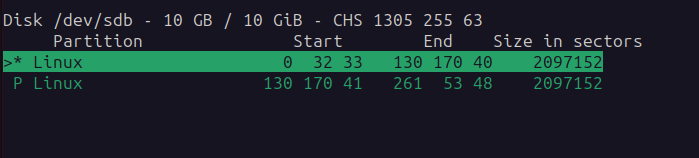 Disk /dev/sdb - 10 GB / 10 GiB - CHS 1305 255 63
Partition Start End Size in sectors
>* Linux 0 32 33 130 170 40 2097152
P Linux 130 170 41 261 53 48 2097152